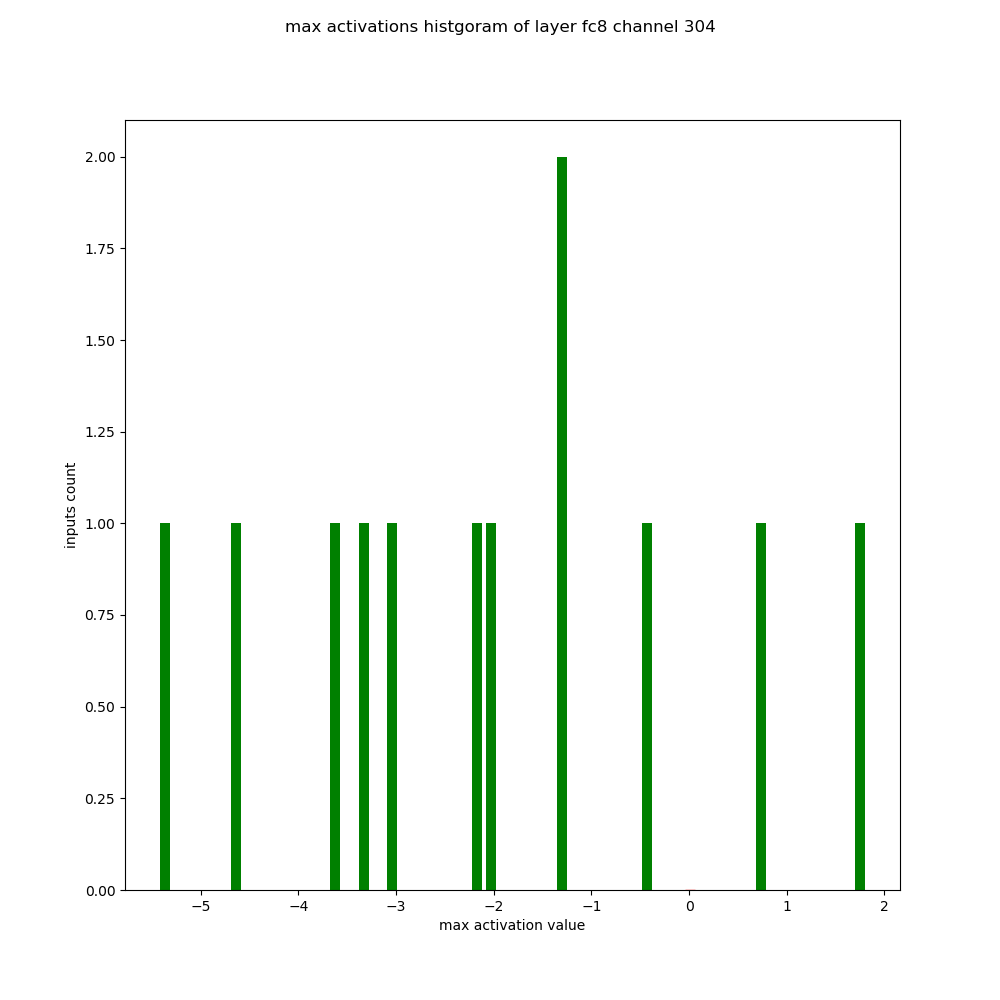 max activations histgoram of layer fc8 channel 304
2.00
1.75
1.50
1.25
1.00
0.75
0.50
0.25
0.00
inputs count
−5 −4 −3 −2 −1 0 1 2
max activation value